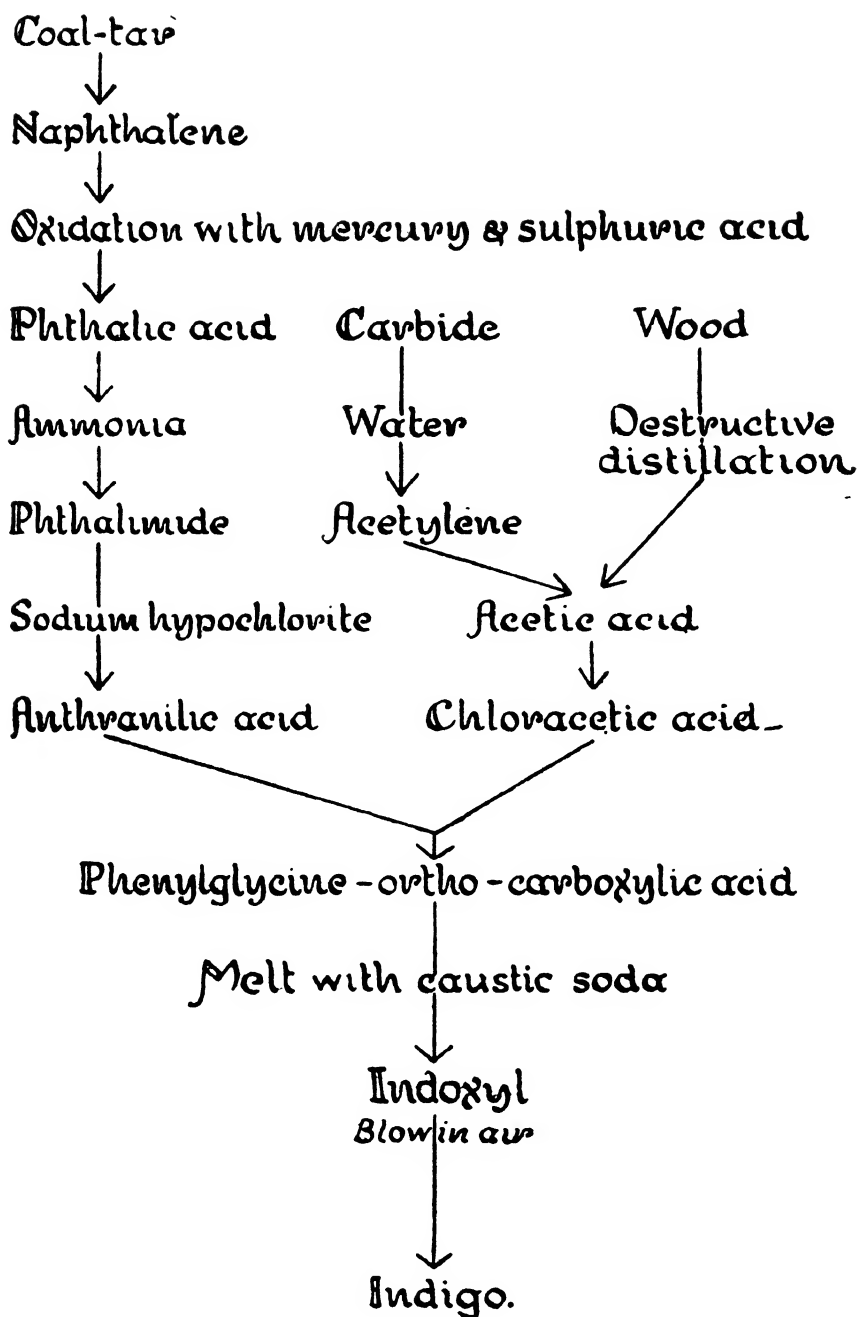 Coal-tar
Naphthalene
Oxidation with mercury & sulphuric acid
Phthalic acid Carbide Wood
Ammonia Water Destructive
distillation
Phthalimide Acetylene
Sodium hypochlorite Acetic acid
Anthranilic acid Chloracetic acid
Phenylglycine-ortho-carboxylic acid
Melt with caustic soda
Indoxyl
Blow in air
Indigo.